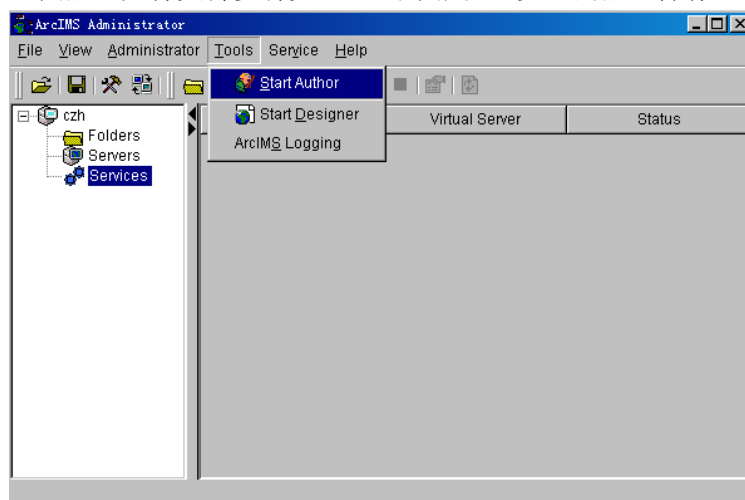 ArcIMS Administrator
File View Administrator Tools Service Help
Start Author
Start Designer
ArcIMS Logging
Virtual Server Status
czh
Folders
Servers
Services